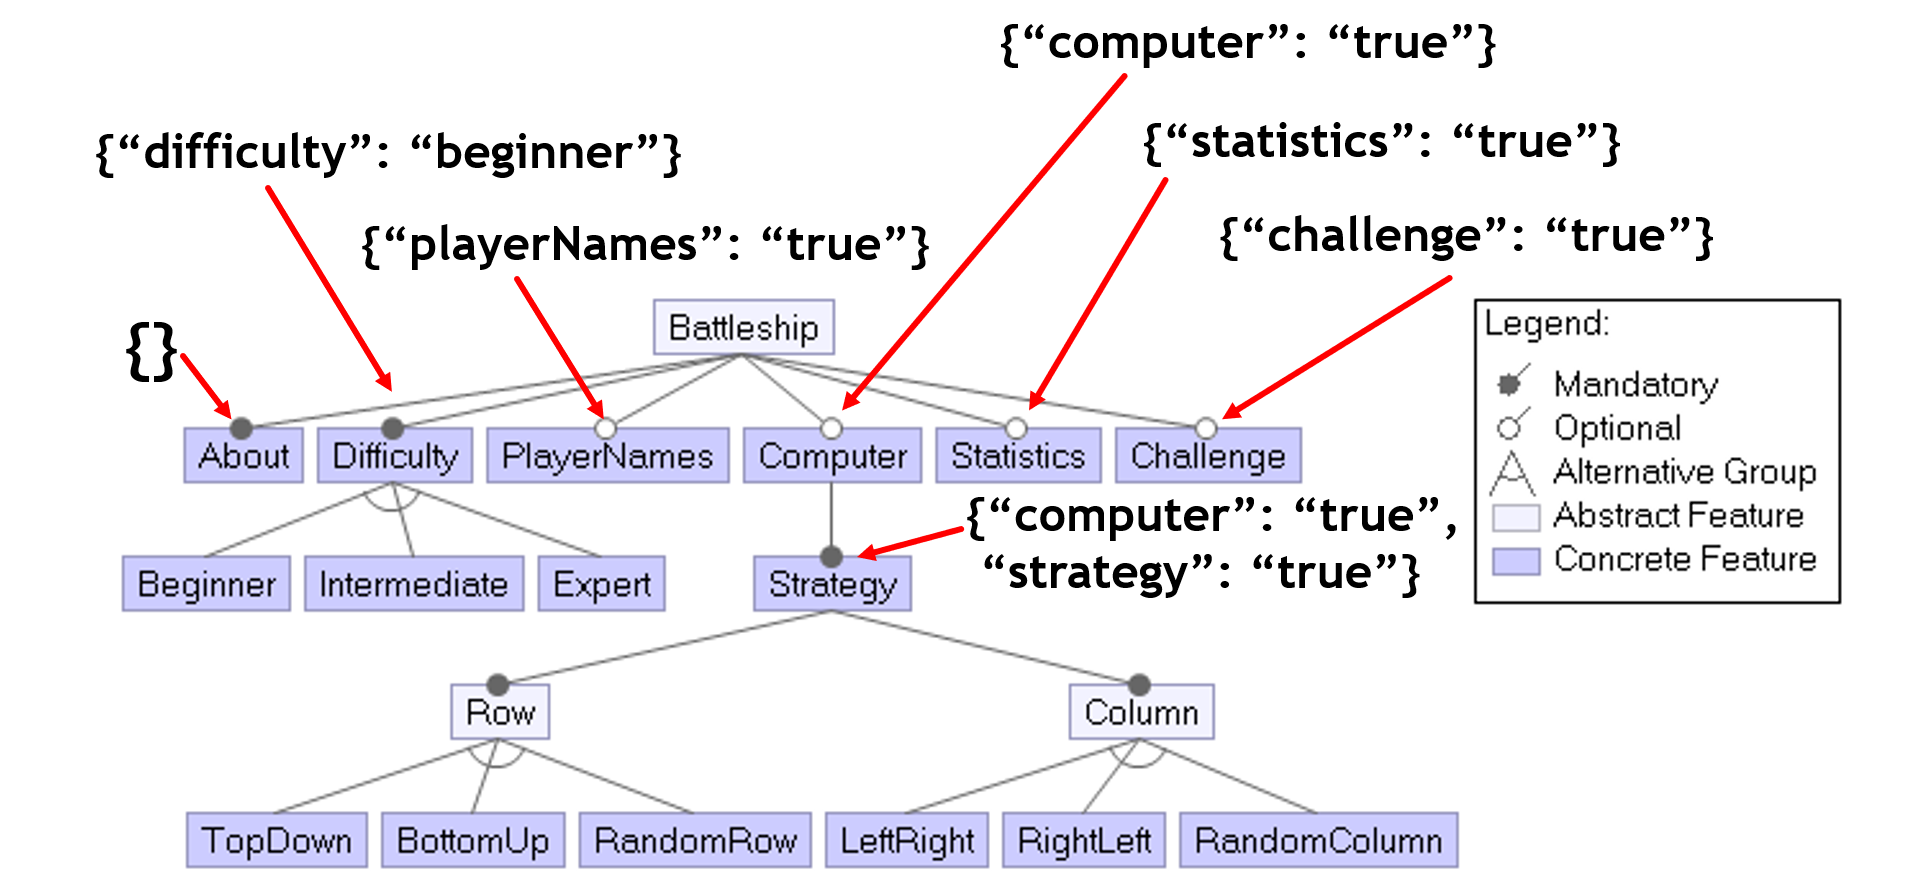 {“computer”: “true”}
{“difficulty”: “beginner”}
{“statistics”: “true”}
{“playerNames”: “true”}
{“challenge”: “true”}
{}
Battleship
Legend:
Mandatory
Optional
Alternative Group
Abstract Feature
Concrete Feature
About
Difficulty
PlayerNames
Computer
Statistics
Challenge
{“computer”: “true”,
“strategy”: “true”}
Beginner
Intermediate
Expert
Strategy
Row
Column
TopDown
BottomUp
RandomRow
LeftRight
RightLeft
RandomColumn